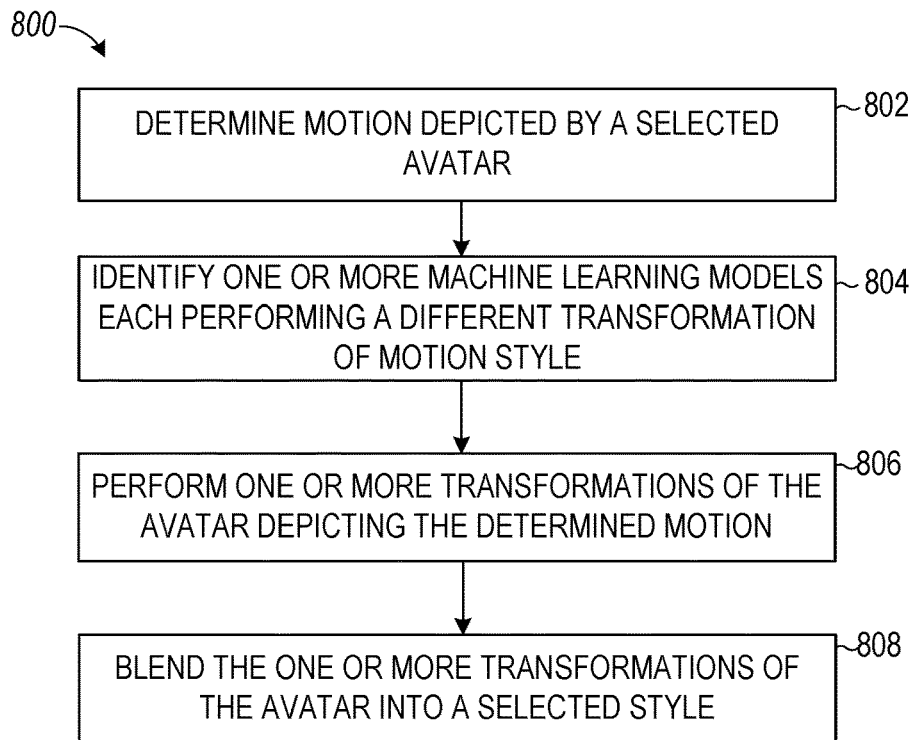 800
DETERMINE MOTION DEPICTED BY A SELECTED
AVATAR
802
IDENTIFY ONE OR MORE MACHINE LEARNING MODELS
EACH PERFORMING A DIFFERENT TRANSFORMATION
OF MOTION STYLE
804
PERFORM ONE OR MORE TRANSFORMATIONS OF THE
AVATAR DEPICTING THE DETERMINED MOTION
806
BLEND THE ONE OR MORE TRANSFORMATIONS OF
THE AVATAR INTO A SELECTED STYLE
808